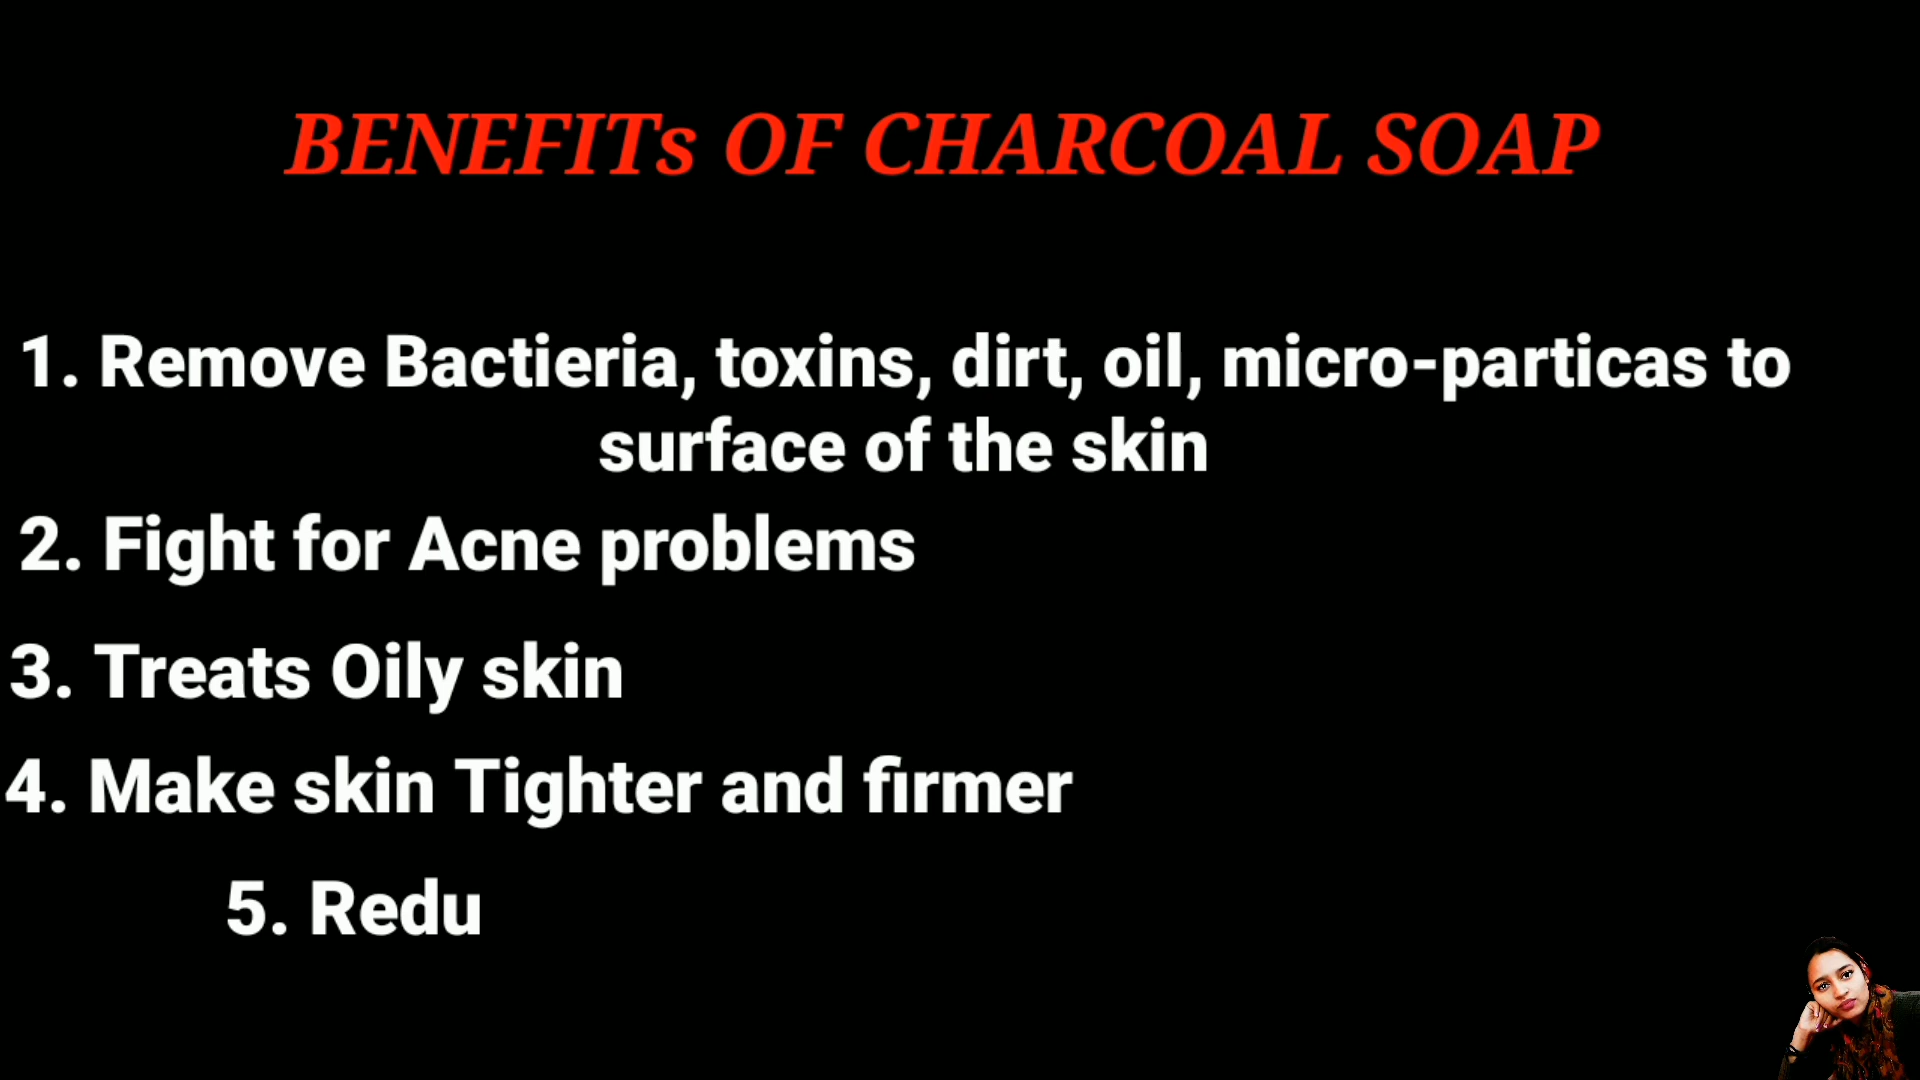 BENEFITs OF CHARCOAL SOAP
1. Remove Bactieria, toxins, dirt, oil, micro-particas to
surface of the skin
2. Fight for Acne problems
3. Treats Oily skin
4. Make skin Tighter and firmer
5. Redu